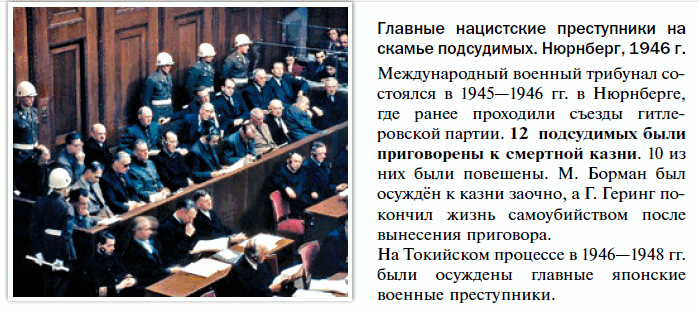 Главные нацистские преступники на
скамье подсудимых. Нюрнберг, 1946 г.
Международный военный трибунал со-
стоялся в 1945—1946 гг. в Нюрнберге,
где ранее проходили съезды гитле-
ровской партии. 12 подсудимых были
приговорены к смертной казни. 10 из
них были повешены. М. Борман был
осуждён к казни заочно, а Г. Геринг по-
кончил жизнь самоубийством после
вынесения приговора.
На Токийском процессе в 1946—1948 гг.
были осуждены главные японские
военные преступники.